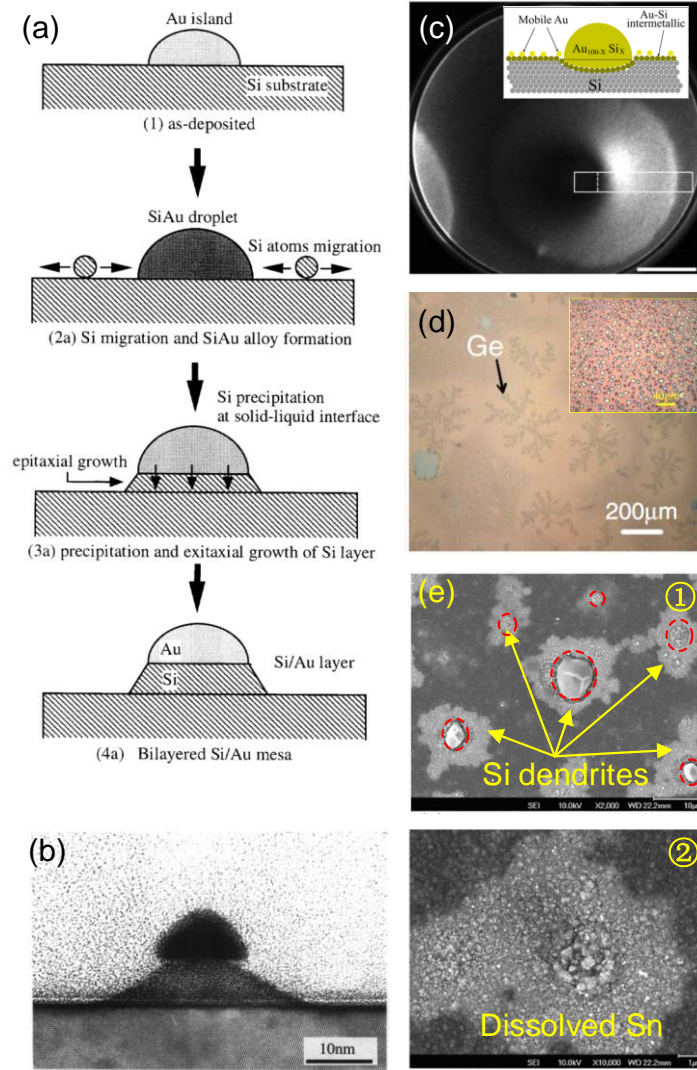 (a)
Au island
Si substrate
(1) as-deposited
SiAu droplet
Si atoms migration
(2a) Si migration and SiAu alloy formation
Si precipitation
at solid-liquid interface
epitaxial growth
(3a) precipitation and exitaxial growth of Si layer
Au
Si
Si/Au layer
(4a) Bilayered Si/Au mesa
(b)
10nm
(c)
Mobile Au
Au-Si
intermetallic
Au100-X SiX
Si
(d)
Ge
40μm
200μm
(e)
①
Si dendrites
SEI 10.0kV X2,000 WD 22.2mm 10μ
②
Dissolved Sn
SEI 10.0kV X10,000 WD 22.2mm 1μ